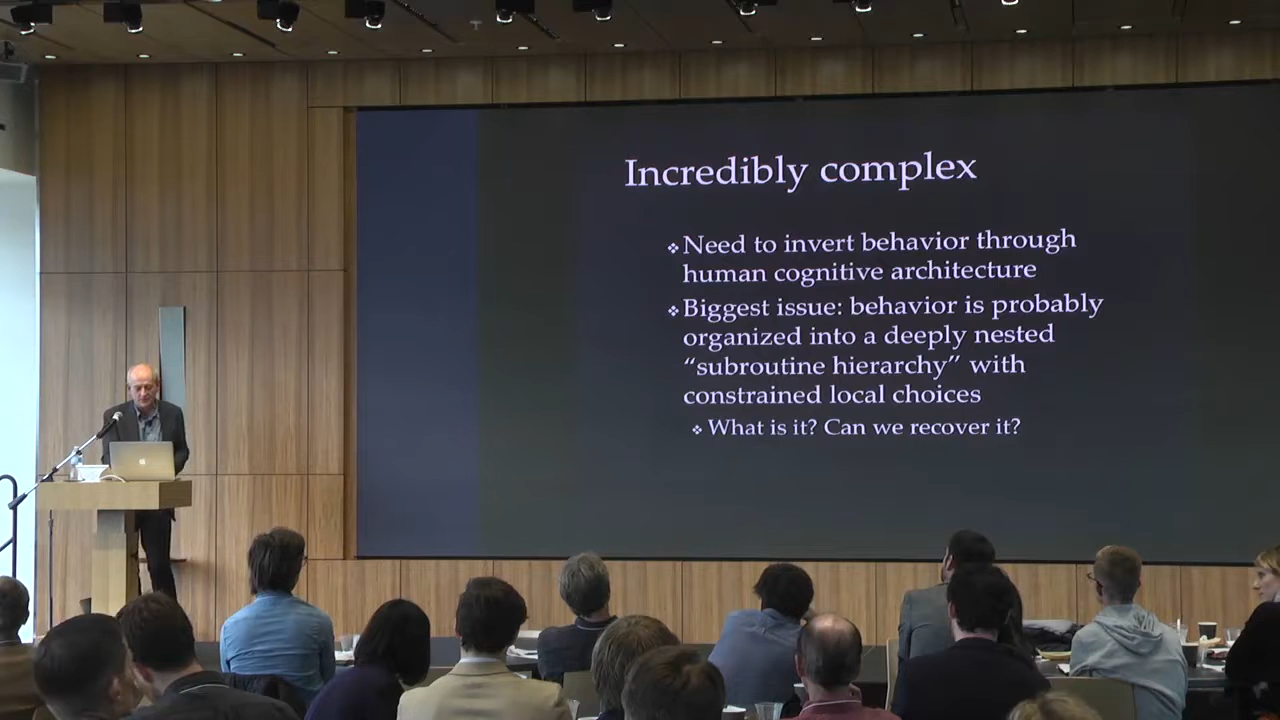 Incredibly complex
❖Need to invert behavior through
human cognitive architecture
❖Biggest issue: behavior is probably
organized into a deeply nested
“subroutine hierarchy” with
constrained local choices
❖What is it? Can we recover it?